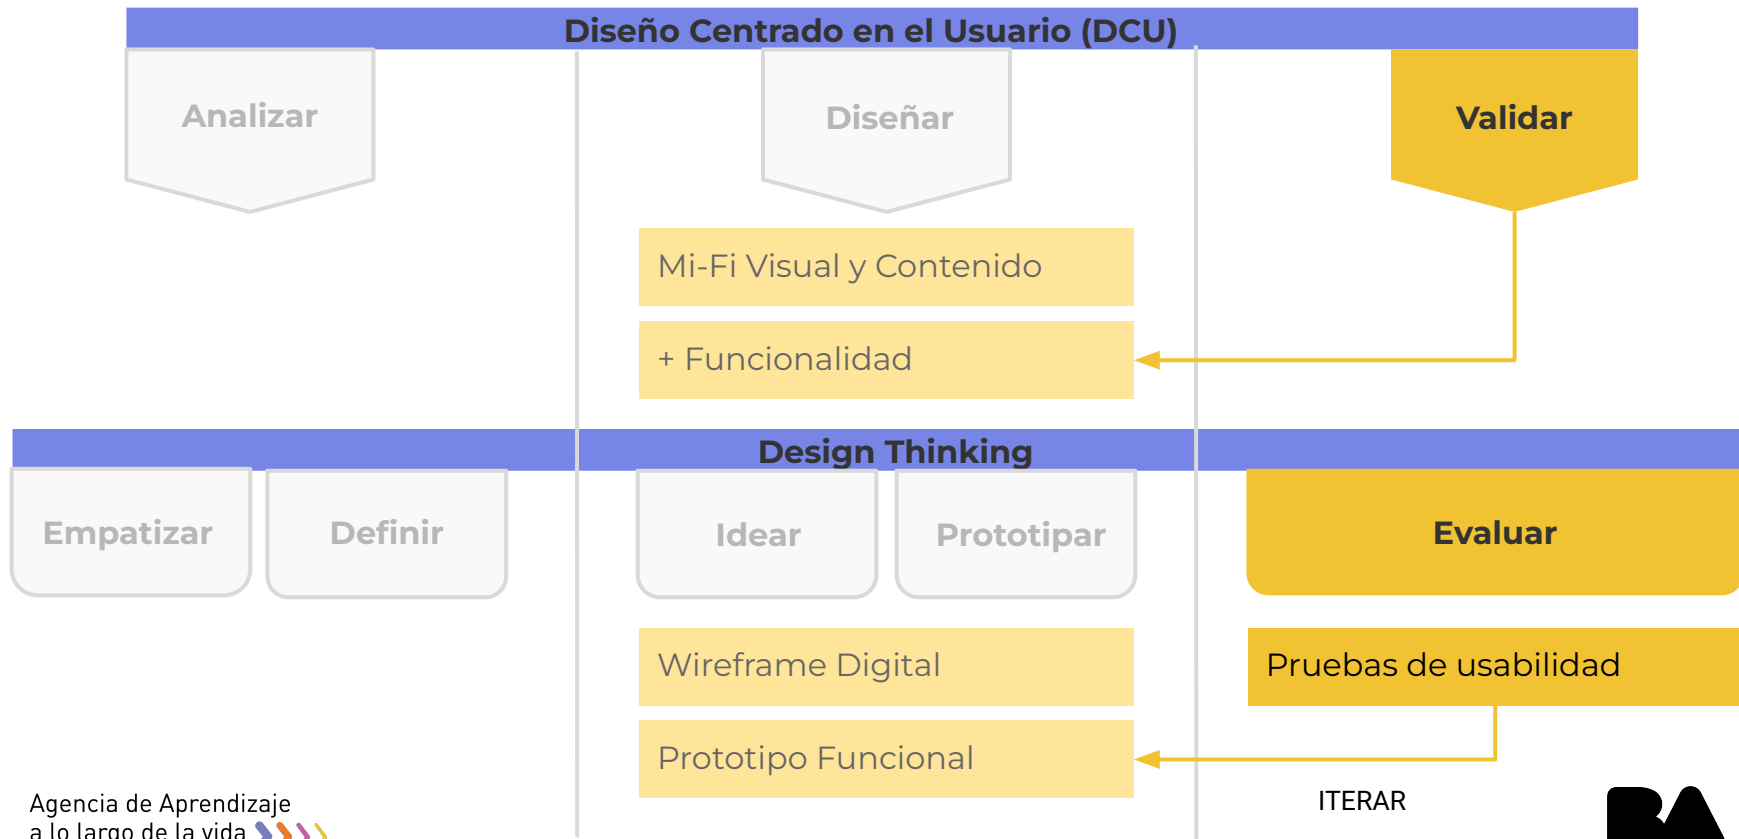 Diseño Centrado en el Usuario (DCU)
Analizar
Diseñar
Validar
Mi-Fi Visual y Contenido
+ Funcionalidad
Design Thinking
Empatizar
Definir
Idear
Prototipar
Evaluar
Wireframe Digital
Pruebas de usabilidad
Prototipo Funcional
ITERAR
Agencia de Aprendizaje
a lo largo de la vida
BA